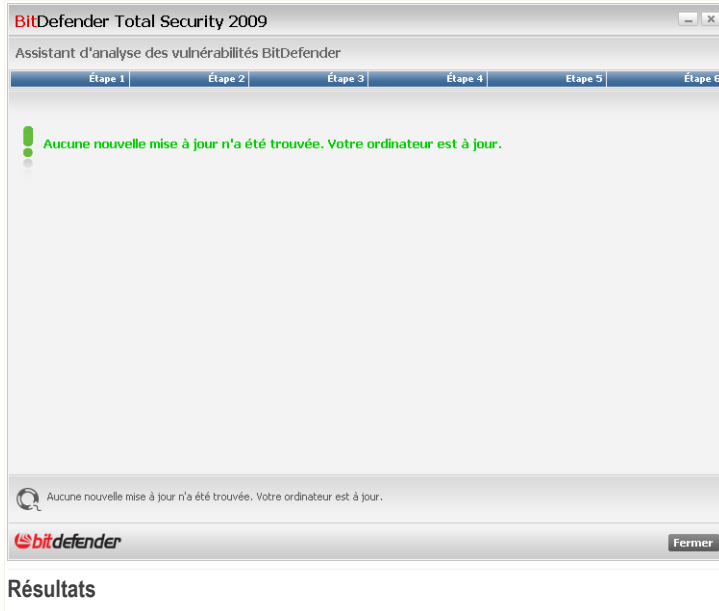 BitDefender Total Security 2009
Assistant d'analyse des vulnérabilités BitDefender
Étape 1 Étape 2 Étape 3 Étape 4 Etape 5 Étape 6
Aucune nouvelle mise à jour n'a été trouvée. Votre ordinateur est à jour.
Aucune nouvelle mise à jour n'a été trouvée. Votre ordinateur est à jour.
bitdefender
Fermer
Résultats